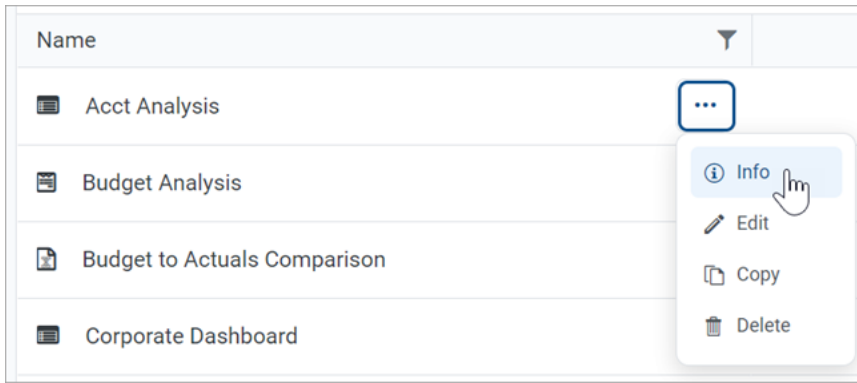 Name
Acct Analysis
Info
Budget Analysis
Edit
Budget to Actuals Comparison
Copy
Delete
Corporate Dashboard